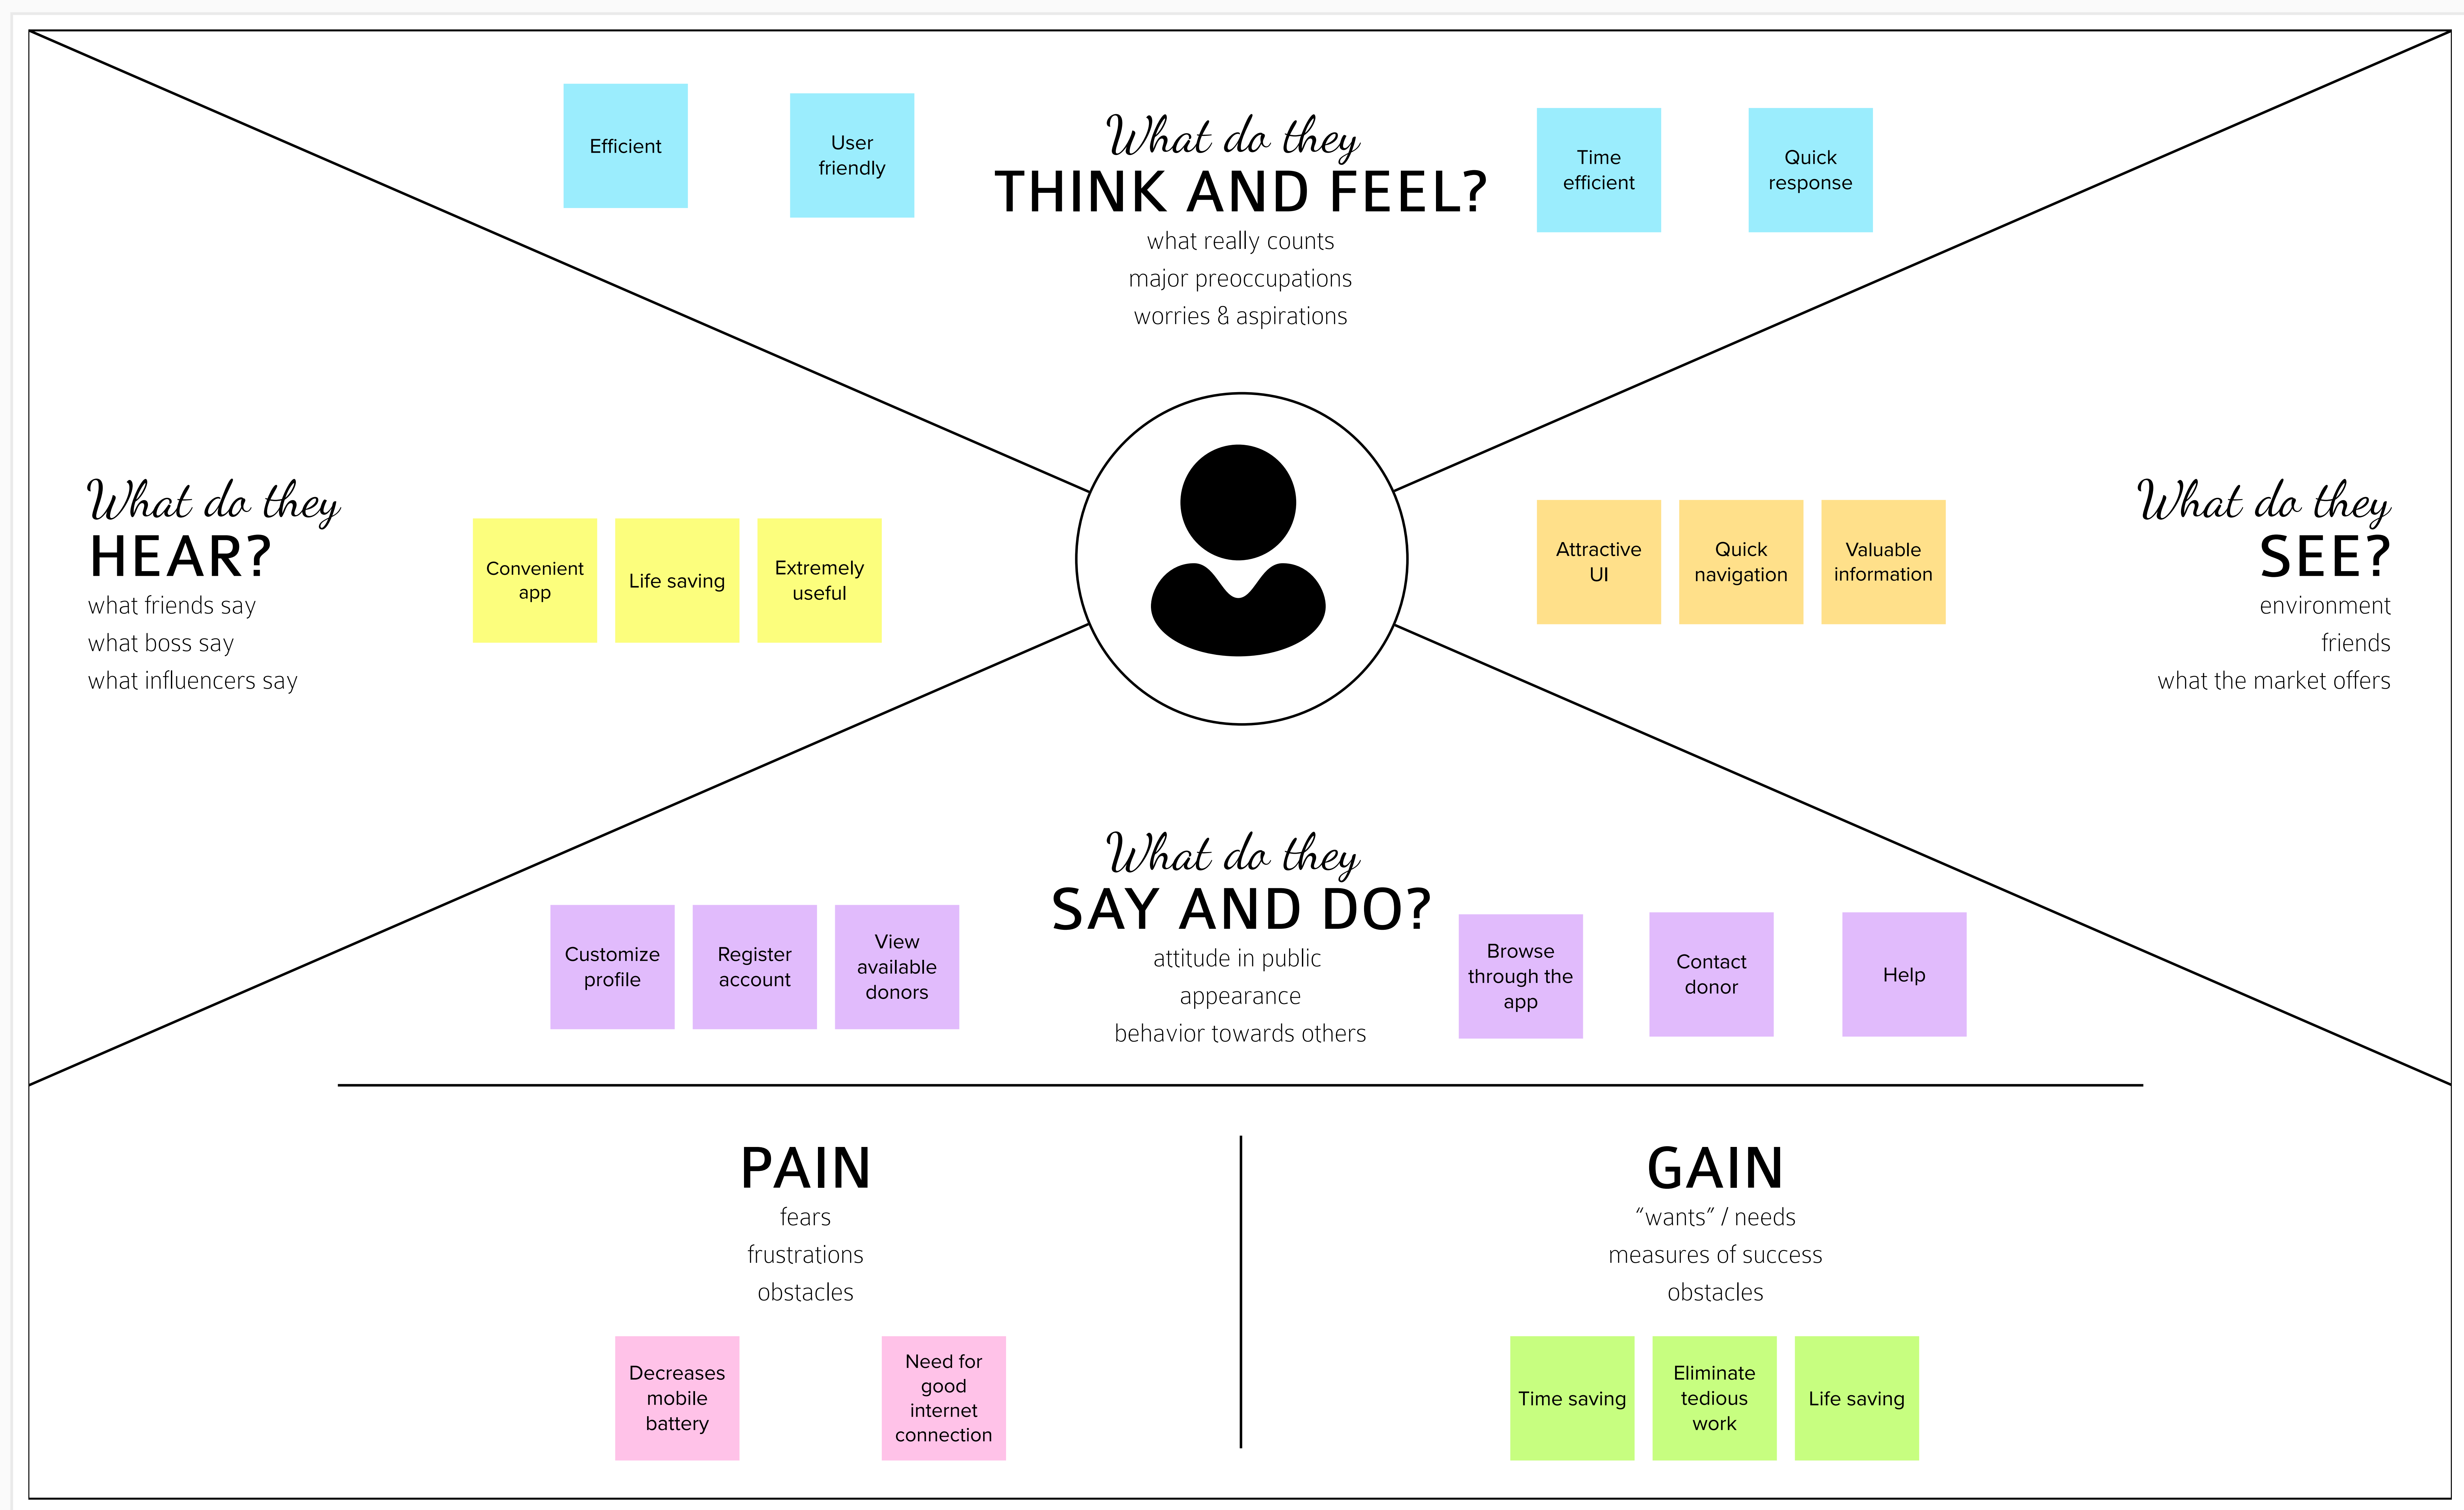 Efficient
User
friendly
What do they
THINK AND FEEL?
what really counts
major preoccupations
worries & aspirations
Time
efficient
Quick
response
What do they
HEAR?
what friends say
what boss say
what influencers say
Convenient
app
Life saving
Extremely
useful
Attractive
UI
Quick
navigation
Valuable
information
What do they
SEE?
environment
friends
what the market offers
What do they
SAY AND DO?
attitude in public
appearance
behavior towards others
Customize
profile
Register
account
View
available
donors
Browse
through the
app
Contact
donor
Help
PAIN
fears
frustrations
obstacles
Decreases
mobile
battery
Need for
good
internet
connection
GAIN
“wants” / needs
measures of success
obstacles
Time saving
Eliminate
tedious
work
Life saving